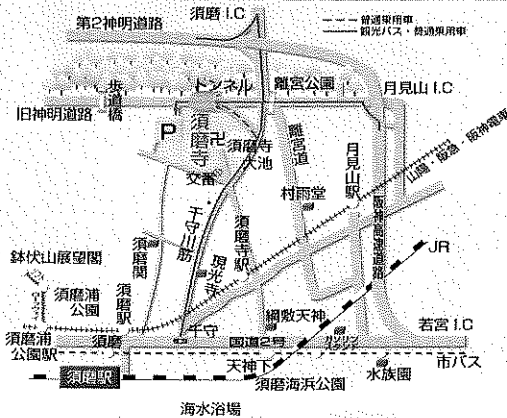 須磨 I.C
第2神明道路
普通乗用車
観光バス・普通乗用車
歩道橋
トンネル
離宮公園
月見山 I.C
旧神明道路
P
須磨寺
卍
須磨寺
大池
離宮道
月見山駅
山陽・阪急・阪神電車
交番
村雨堂
阪神高速道路
千守川筋
須磨寺駅
須磨関
現光寺
JR
鉢伏山展望閣
須磨浦
公園
須磨駅
綱敷天神
千守
須磨浦
公園駅
須磨
国道2号
若宮 I.C
天神下
市バス
須磨駅
須磨海浜公園
水族園
海水浴場